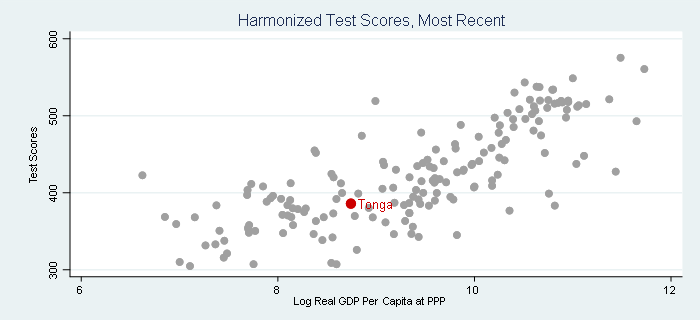 Harmonized Test Scores, Most Recent
600
500
400
300
Test Scores
Tonga
6
8
10
12
Log Real GDP Per Capita at PPP